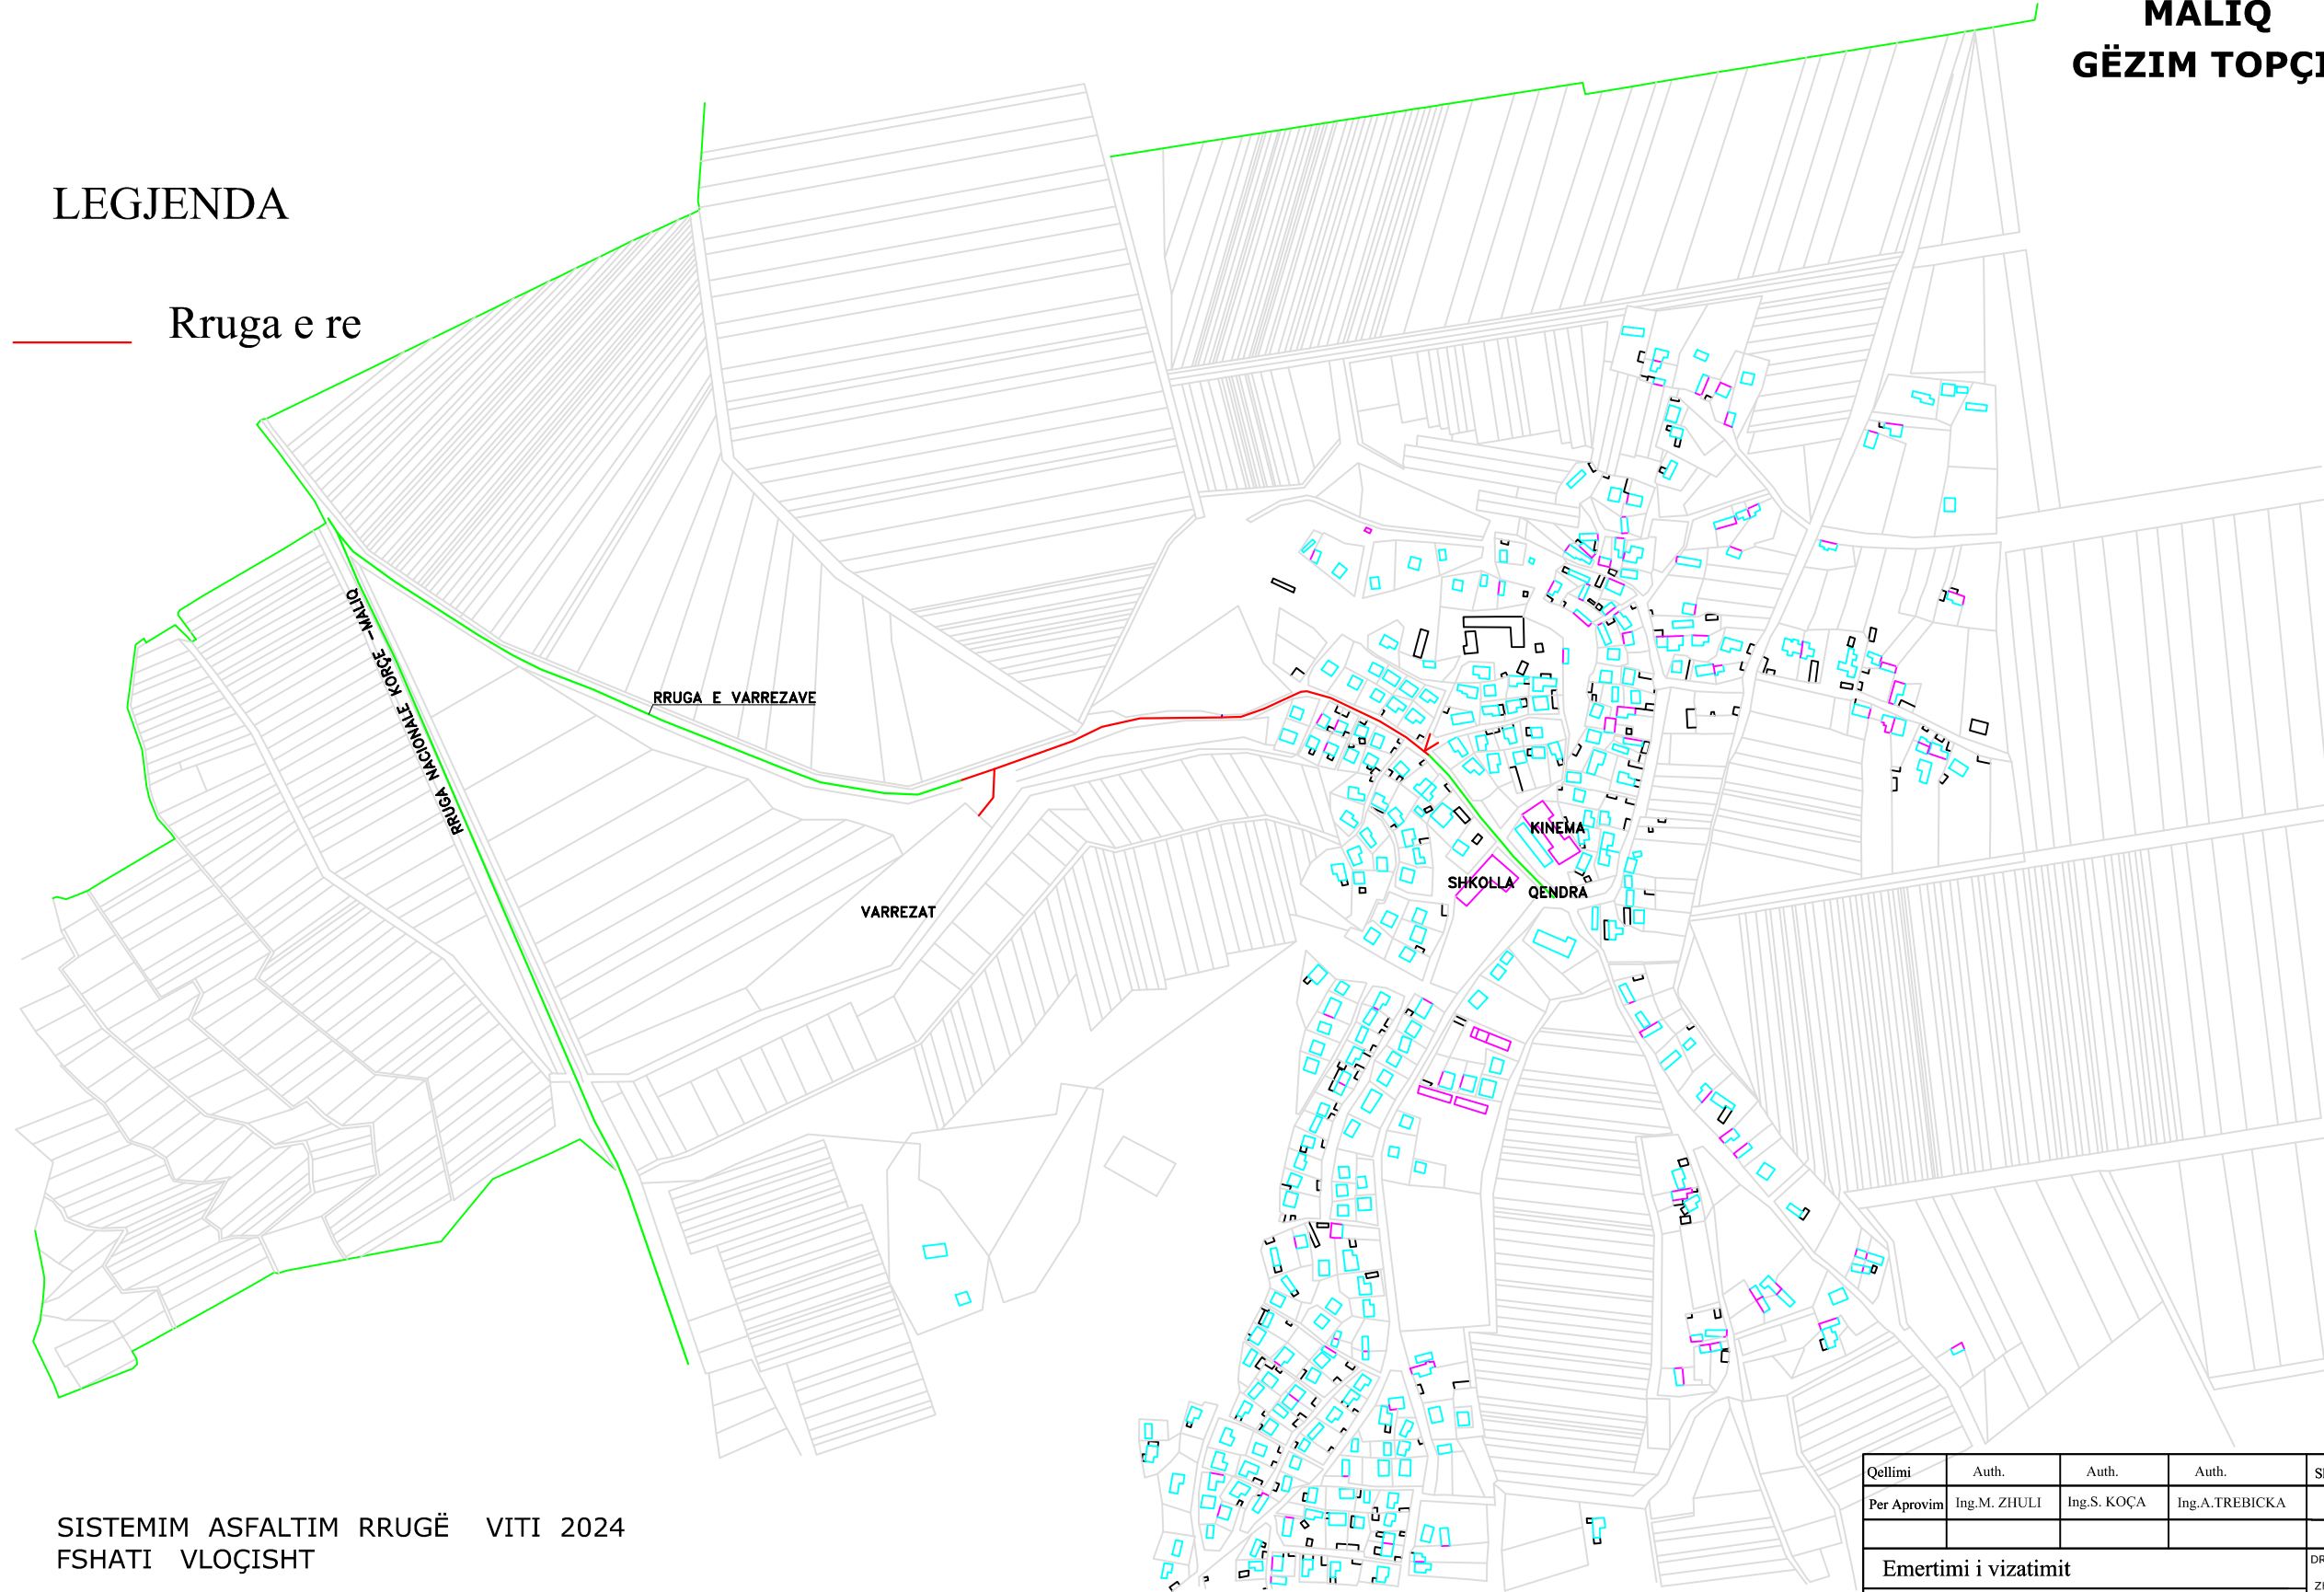 MALIQ
GËZIM TOPÇI
LEGJENDA
Rruga e re
RRUGA NACIONALE KORÇE-MALIQ
RRUGA E VARREZAVE
KINEMA
SHKOLLA
QENDRA
VARREZAT
SISTEMIM ASFALTIM RRUGË VITI 2024
FSHATI VLOÇISHT
Qellimi Auth. Auth. Auth.
Per Aprovim Ing.M. ZHULI Ing.S. KOÇA Ing.A.TREBICKA
Emertimi i vizatimit